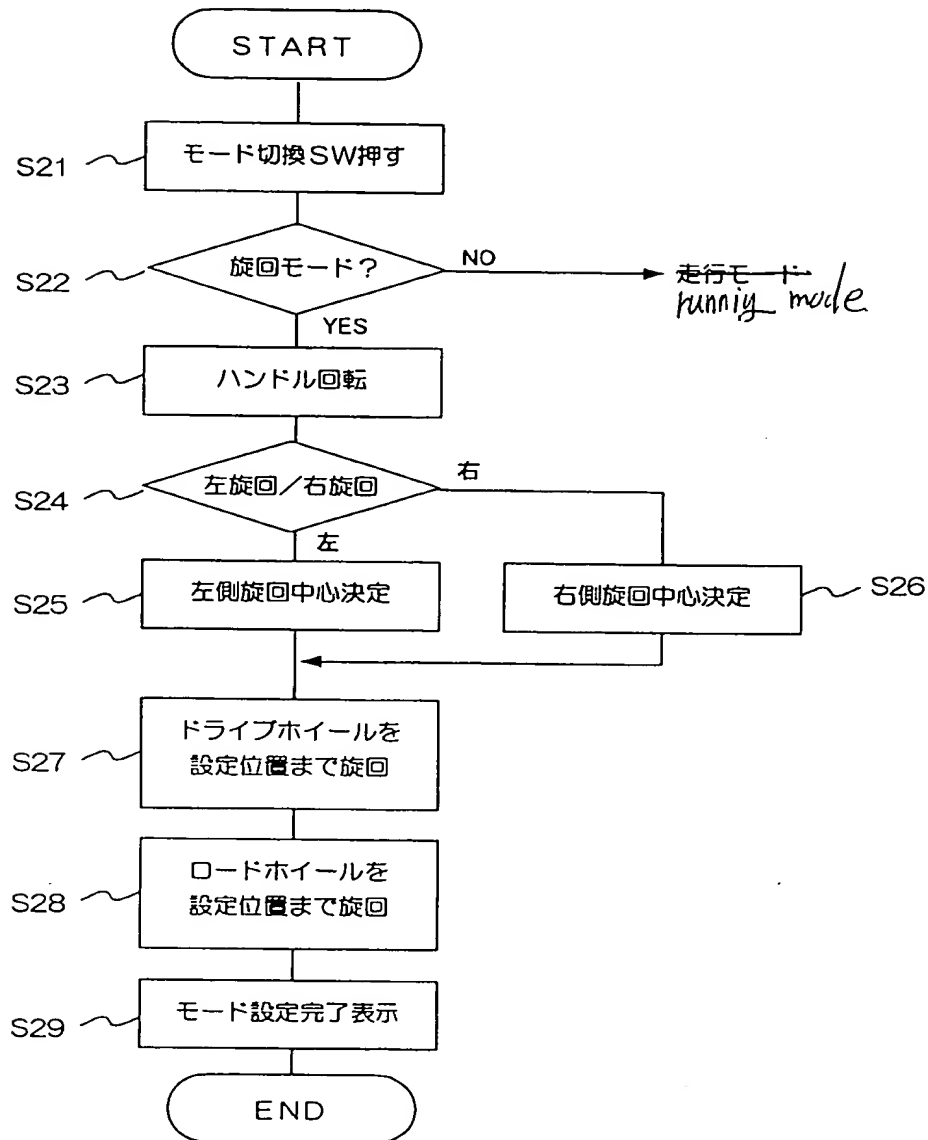 START
S21
モード切換SW押す
S22
旋回モード?
NO
走行モード
runniy mode
YES
S23
ハンドル回転
S24
左旋回/右旋回
右
左
S25
左側旋回中心決定
右側旋回中心決定
S26
S27
ドライブホイールを
設定位置まで旋回
S28
ロードホイールを
設定位置まで旋回
S29
モード設定完了表示
END